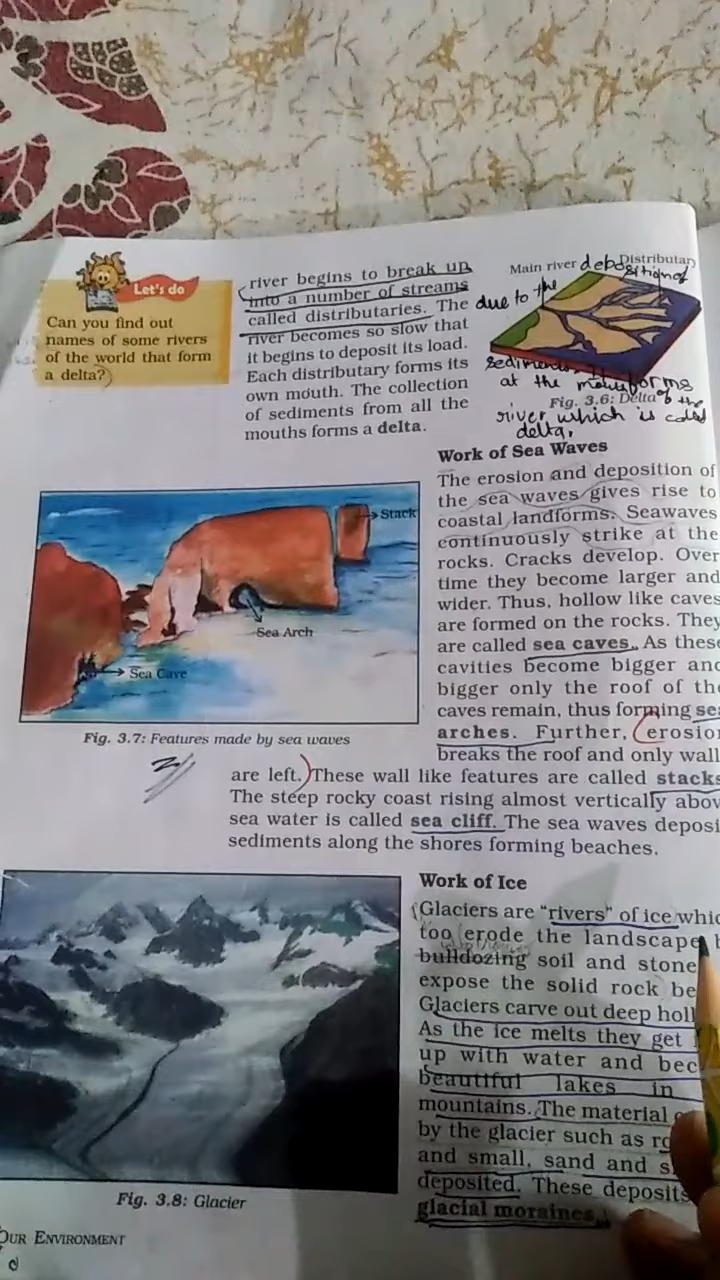 Let's do
Can you find out
names of some rivers
of the world that form
a delta?
river begins to break up
into a number of streams
called distributaries. The
river becomes so slow that
it begins to deposit its load.
Each distributary forms its
own mouth. The collection
of sediments from all the
mouths forms a delta.
Main river
Distributar
deposition of
due to the
sediments. It forms
at the mouth of the
Fig. 3.6: Delta
river which is called
delta.
Work of Sea Waves
The erosion and deposition of
the sea waves gives rise to
coastal landforms. Seawaves
continuously strike at the
rocks. Cracks develop. Over
time they become larger and
wider. Thus, hollow like caves
are formed on the rocks. They
are called sea caves. As these
cavities become bigger and
bigger only the roof of the
caves remain, thus forming se
arches. Further, erosion
breaks the roof and only wall
are left. These wall like features are called stacks
The steep rocky coast rising almost vertically abov
sea water is called sea cliff. The sea waves deposi
sediments along the shores forming beaches.
Stack
Sea Arch
Sea Cave
Fig. 3.7: Features made by sea waves
Work of Ice
Glaciers are “rivers” of ice whic
too erode the landscape b
bulldozing soil and stone
expose the solid rock be
Glaciers carve out deep holl
As the ice melts they get
up with water and bec
beautiful lakes in
mountains. The material
by the glacier such as ro
and small, sand and s
deposited. These deposits
glacial moraines.
Fig. 3.8: Glacier
OUR ENVIRONMENT